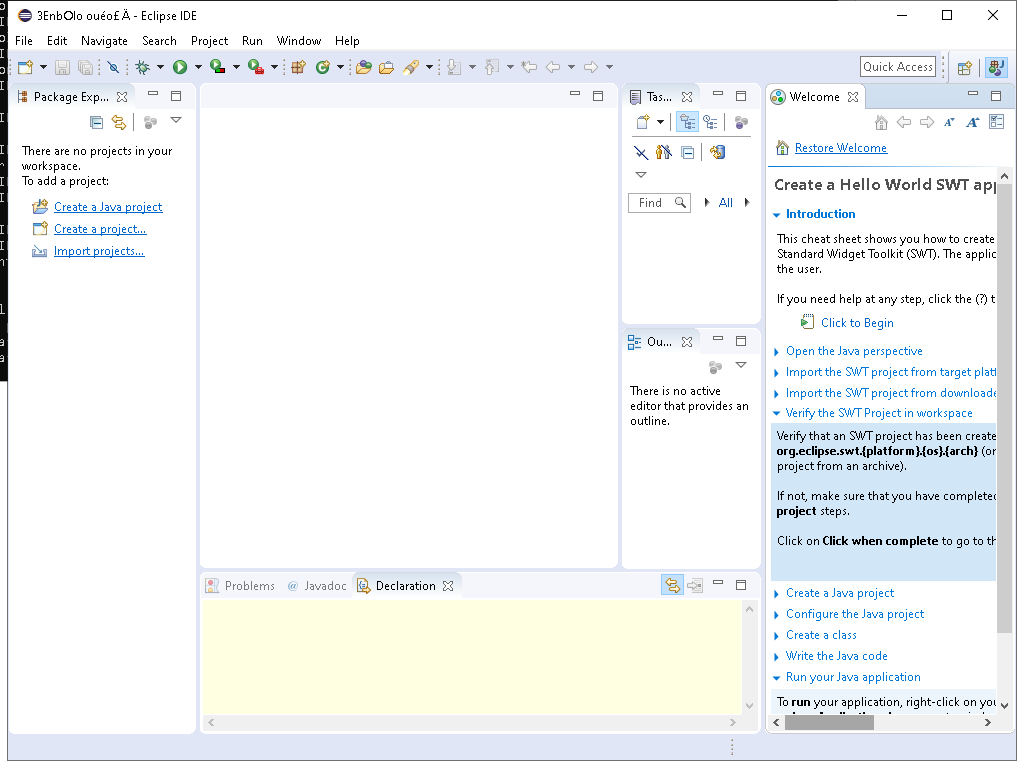 3EnbOlo ouéo£ Ä - Eclipse IDE
File Edit Navigate Search Project Run Window Help
Quick Access
Package Exp...
There are no projects in your
workspace.
To add a project:
Create a Java project
Create a project...
Import projects...
Tas...
Find
All
Ou...
There is no active
editor that provides an
outline.
Problems @ Javadoc Declaration
Welcome
Restore Welcome
Create a Hello World SWT app
Introduction
This cheat sheet shows you how to create
Standard Widget Toolkit (SWT). The applic
the user.
If you need help at any step, click the (?) t
Click to Begin
Open the Java perspective
Import the SWT project from target platf
Import the SWT project from downloade
Verify the SWT Project in workspace
Verify that an SWT project has been create
org.eclipse.swt.{platform}.{os}.{arch} (or
project from an archive).
If not, make sure that you have completed
project steps.
Click on Click when complete to go to th
Create a Java project
Configure the Java project
Create a class
Write the Java code
Run your Java application
To run your application, right-click on you